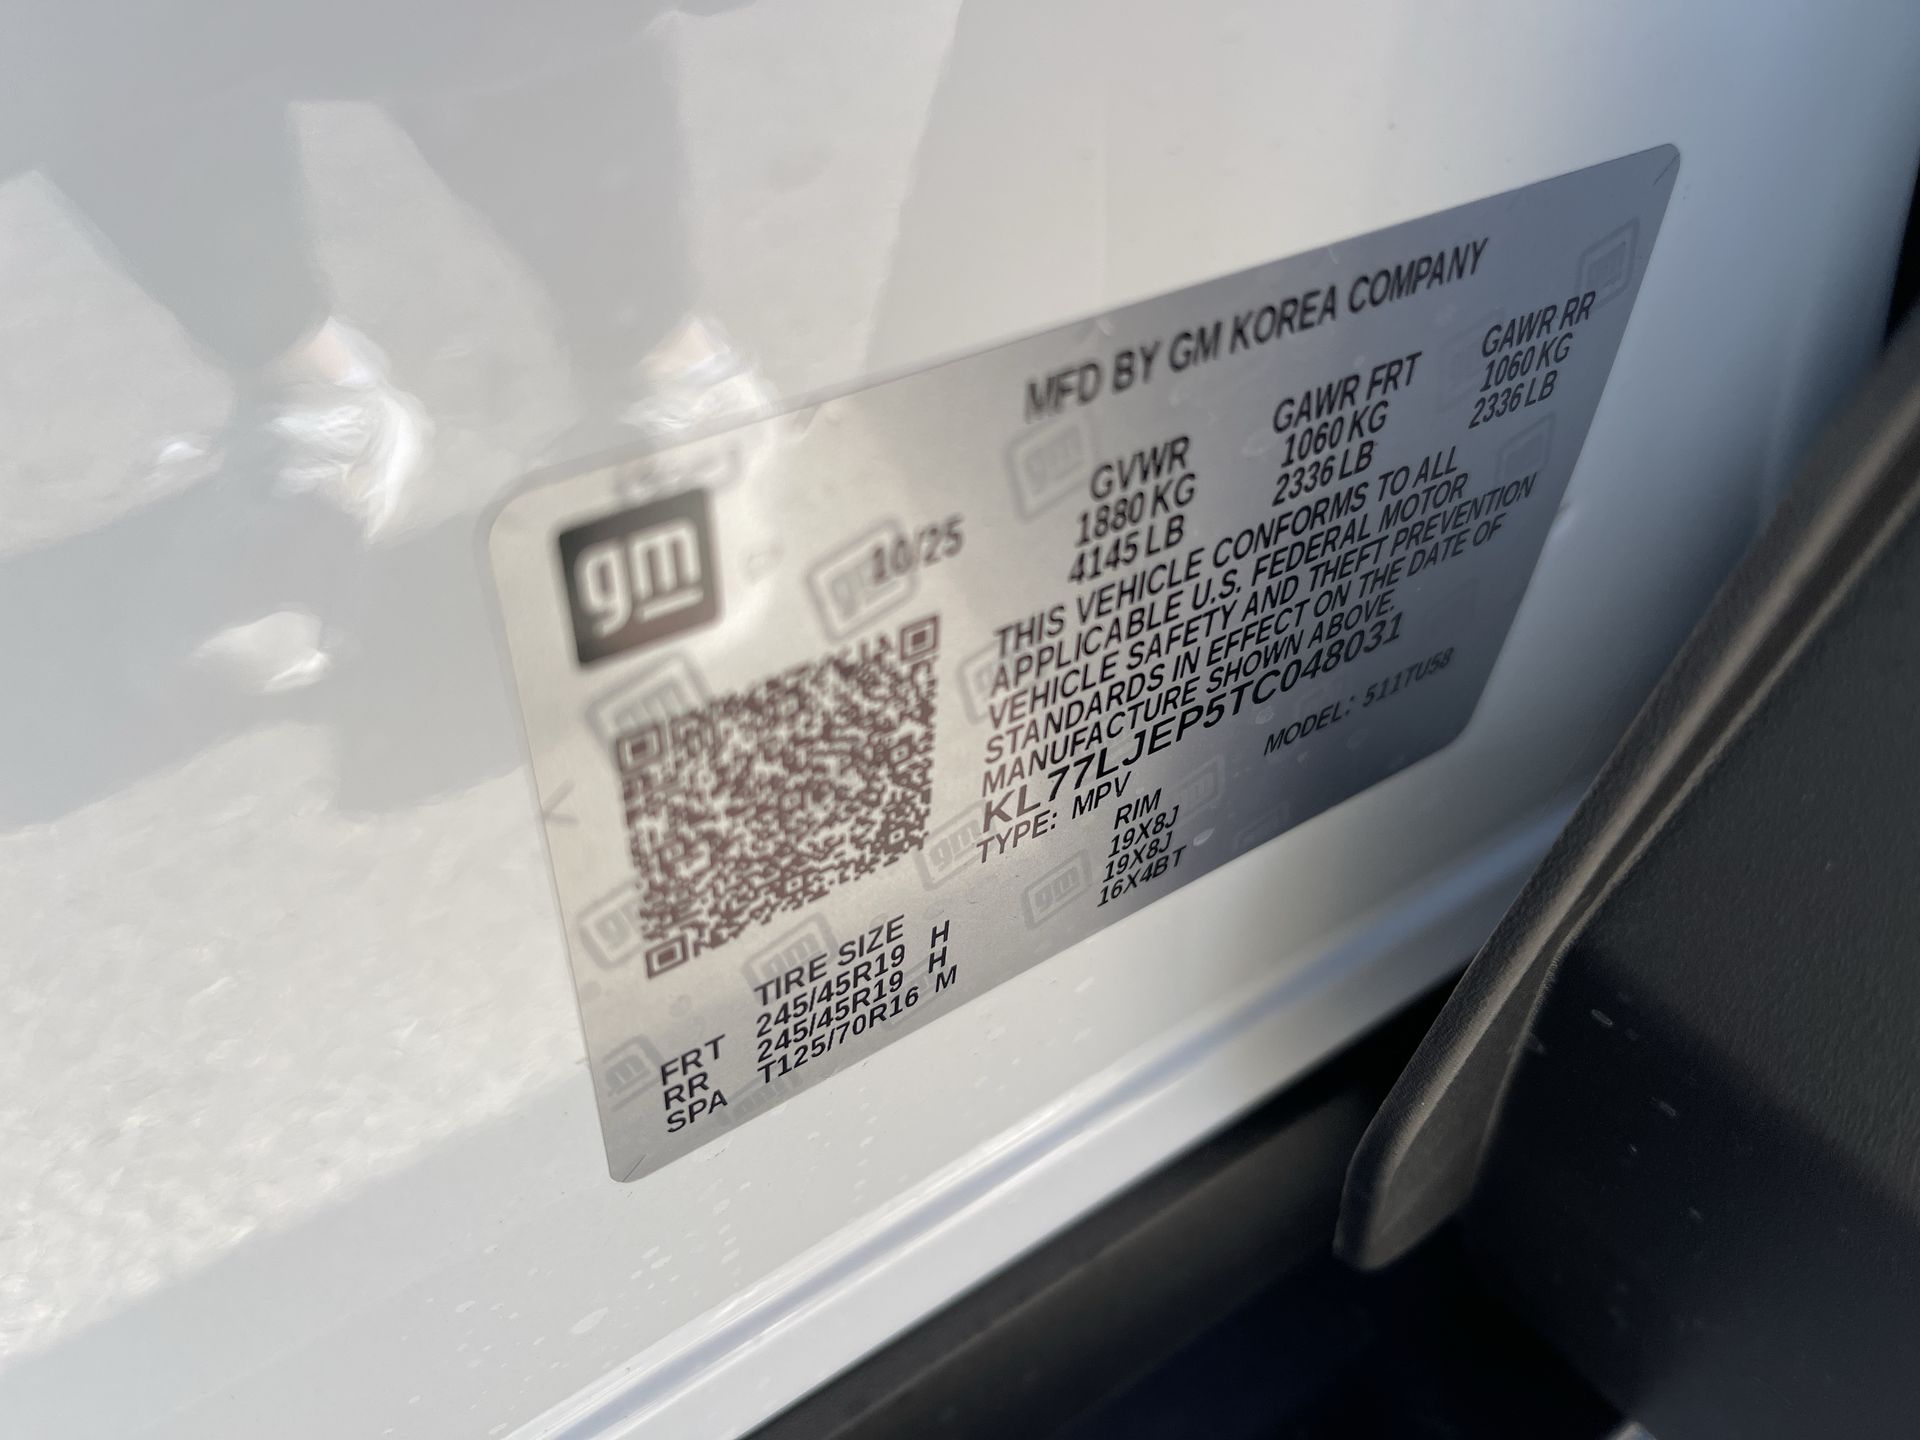 MFD BY GM KOREA COMPANY
gm
10/25
GVWR GAWR FRT GAWR RR
1880 KG 1060 KG 1060 KG
4145 LB 2336 LB 2336 LB
THIS VEHICLE CONFORMS TO ALL
APPLICABLE U.S. FEDERAL MOTOR
VEHICLE SAFETY AND THEFT PREVENTION
STANDARDS IN EFFECT ON THE DATE OF
MANUFACTURE SHOWN ABOVE.
KL77LJEP5TC048031
TYPE: MPV MODEL: 511TU58
TIRE SIZE RIM
FRT 245/45R19 H 19X8J
RR 245/45R19 H 19X8J
SPA T125/70R16 M 16X4BT